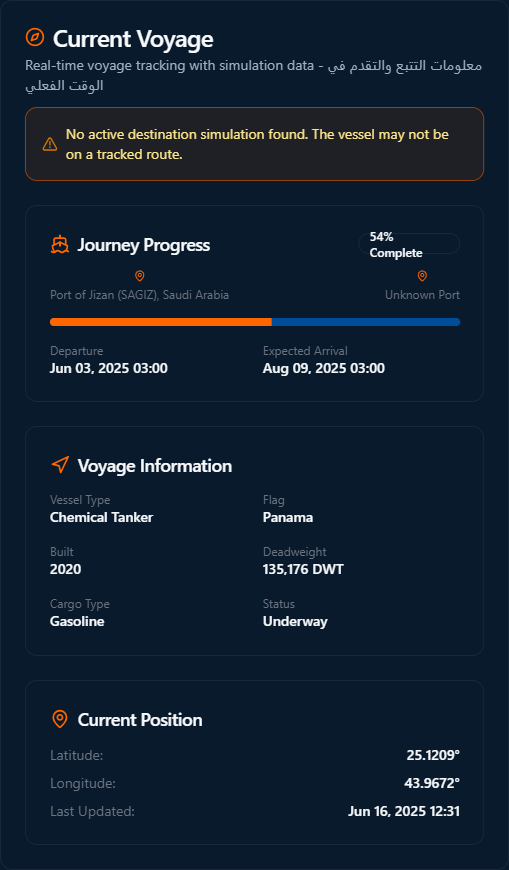 Current Voyage
Real-time voyage tracking with simulation data - معلومات التتبع والتقدم في
الوقت الفعلي
No active destination simulation found. The vessel may not be
on a tracked route.
Journey Progress
54%
Complete
Port of Jizan (SAGIZ), Saudi Arabia
Unknown Port
Departure
Expected Arrival
Jun 03, 2025 03:00
Aug 09, 2025 03:00
Voyage Information
Vessel Type
Flag
Chemical Tanker
Panama
Built
Deadweight
2020
135,176 DWT
Cargo Type
Status
Gasoline
Underway
Current Position
Latitude:
25.1209°
Longitude:
43.9672°
Last Updated:
Jun 16, 2025 12:31